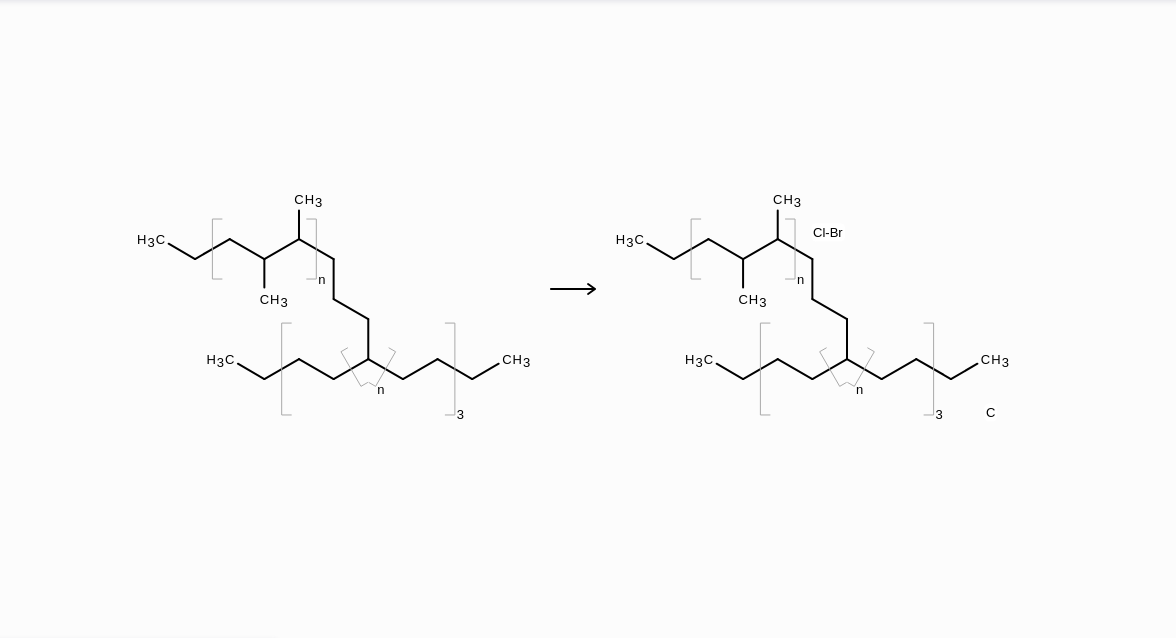 CH3 CH3
H3C H3C Cl-Br
n n
CH3 CH3
H3C CH3 H3C CH3
n n
3 3 C